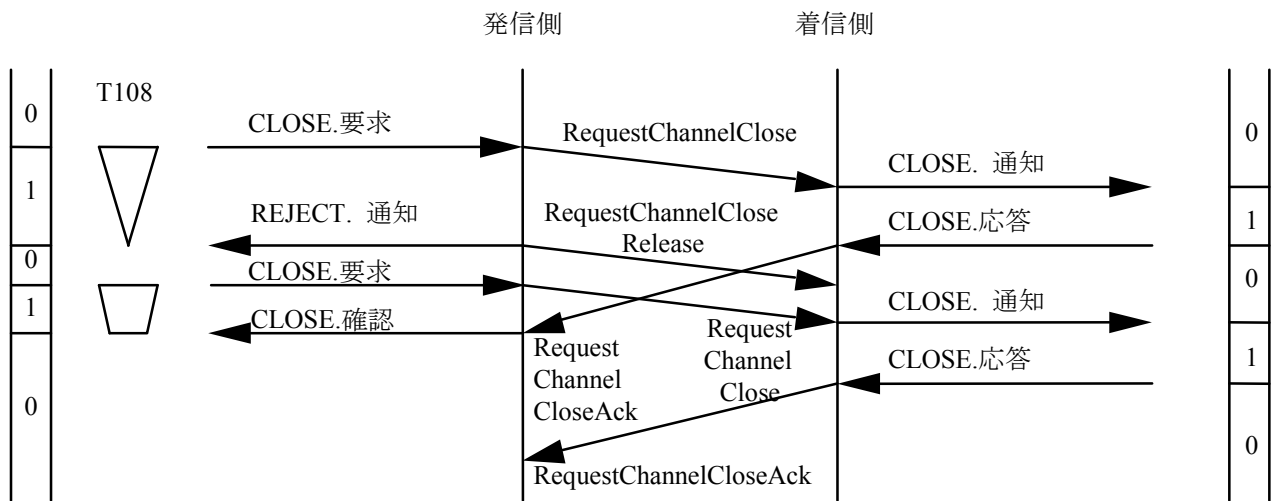 発信側 着信側
T108
0
CLOSE.要求
RequestChannelClose
0
CLOSE. 通知
1
REJECT. 通知
RequestChannelClose
Release
CLOSE.応答
1
0
CLOSE.要求
0
1
CLOSE.確認
CLOSE. 通知
Request
Channel
CloseAck
Request
Channel
Close
CLOSE.応答
1
0
RequestChannelCloseAck
0